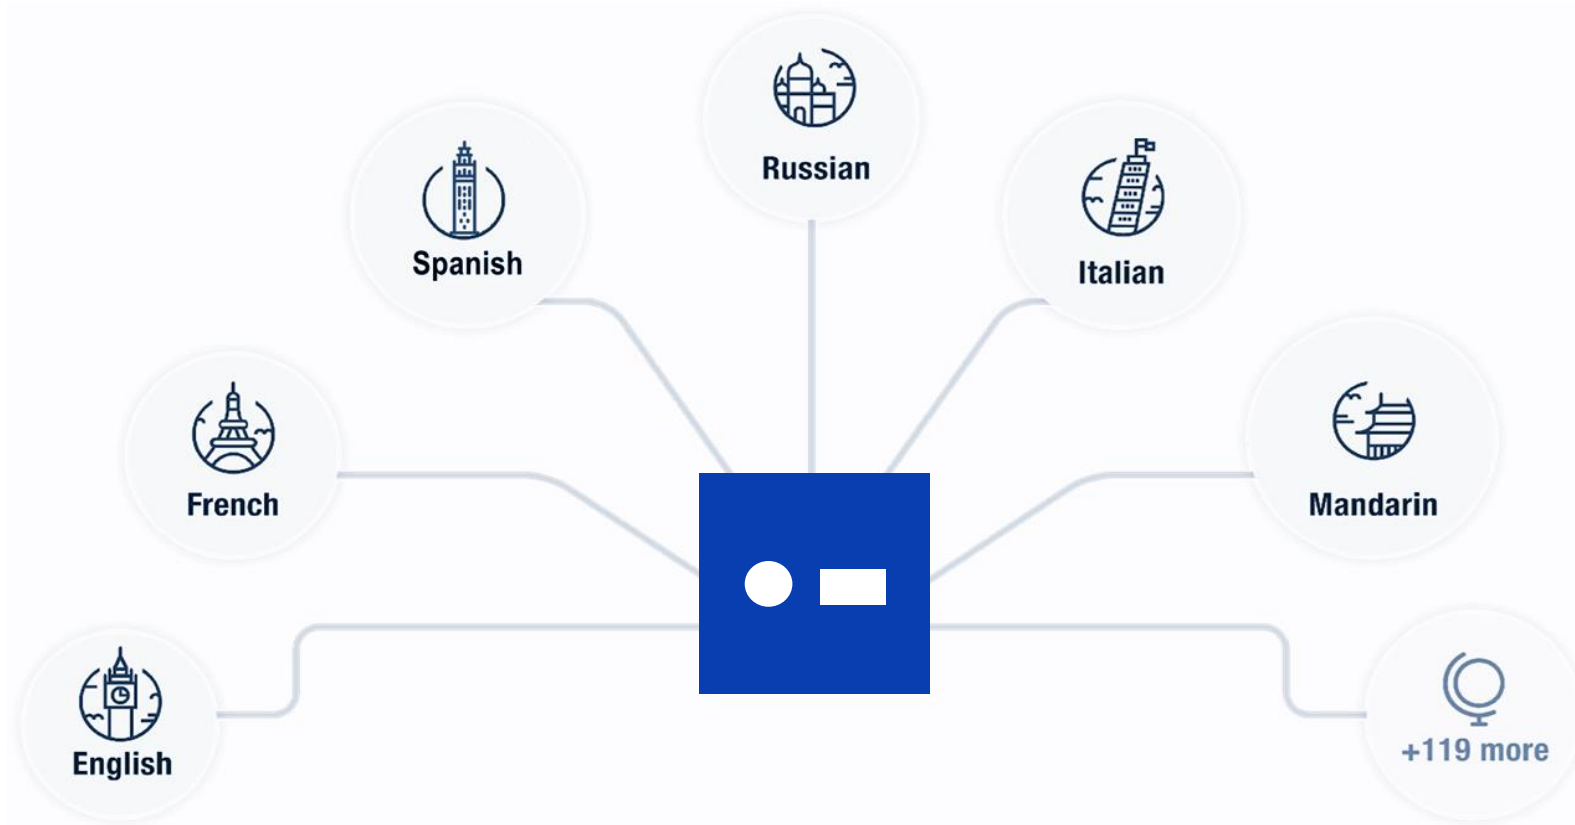 Russian
Spanish
Italian
French
Mandarin
English
+119 more